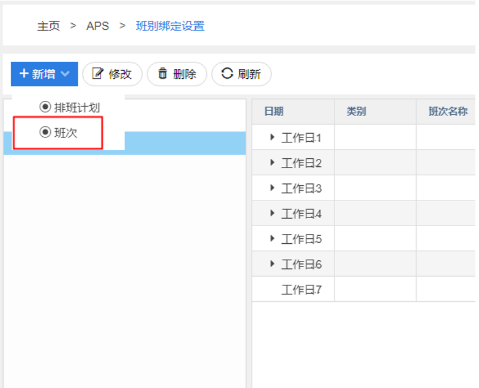 主页 > APS > 班别绑定设置
+ 新增 修改 删除 刷新
排班计划
班次
日期 类别 班次名称
工作日1
工作日2
工作日3
工作日4
工作日5
工作日6
工作日7